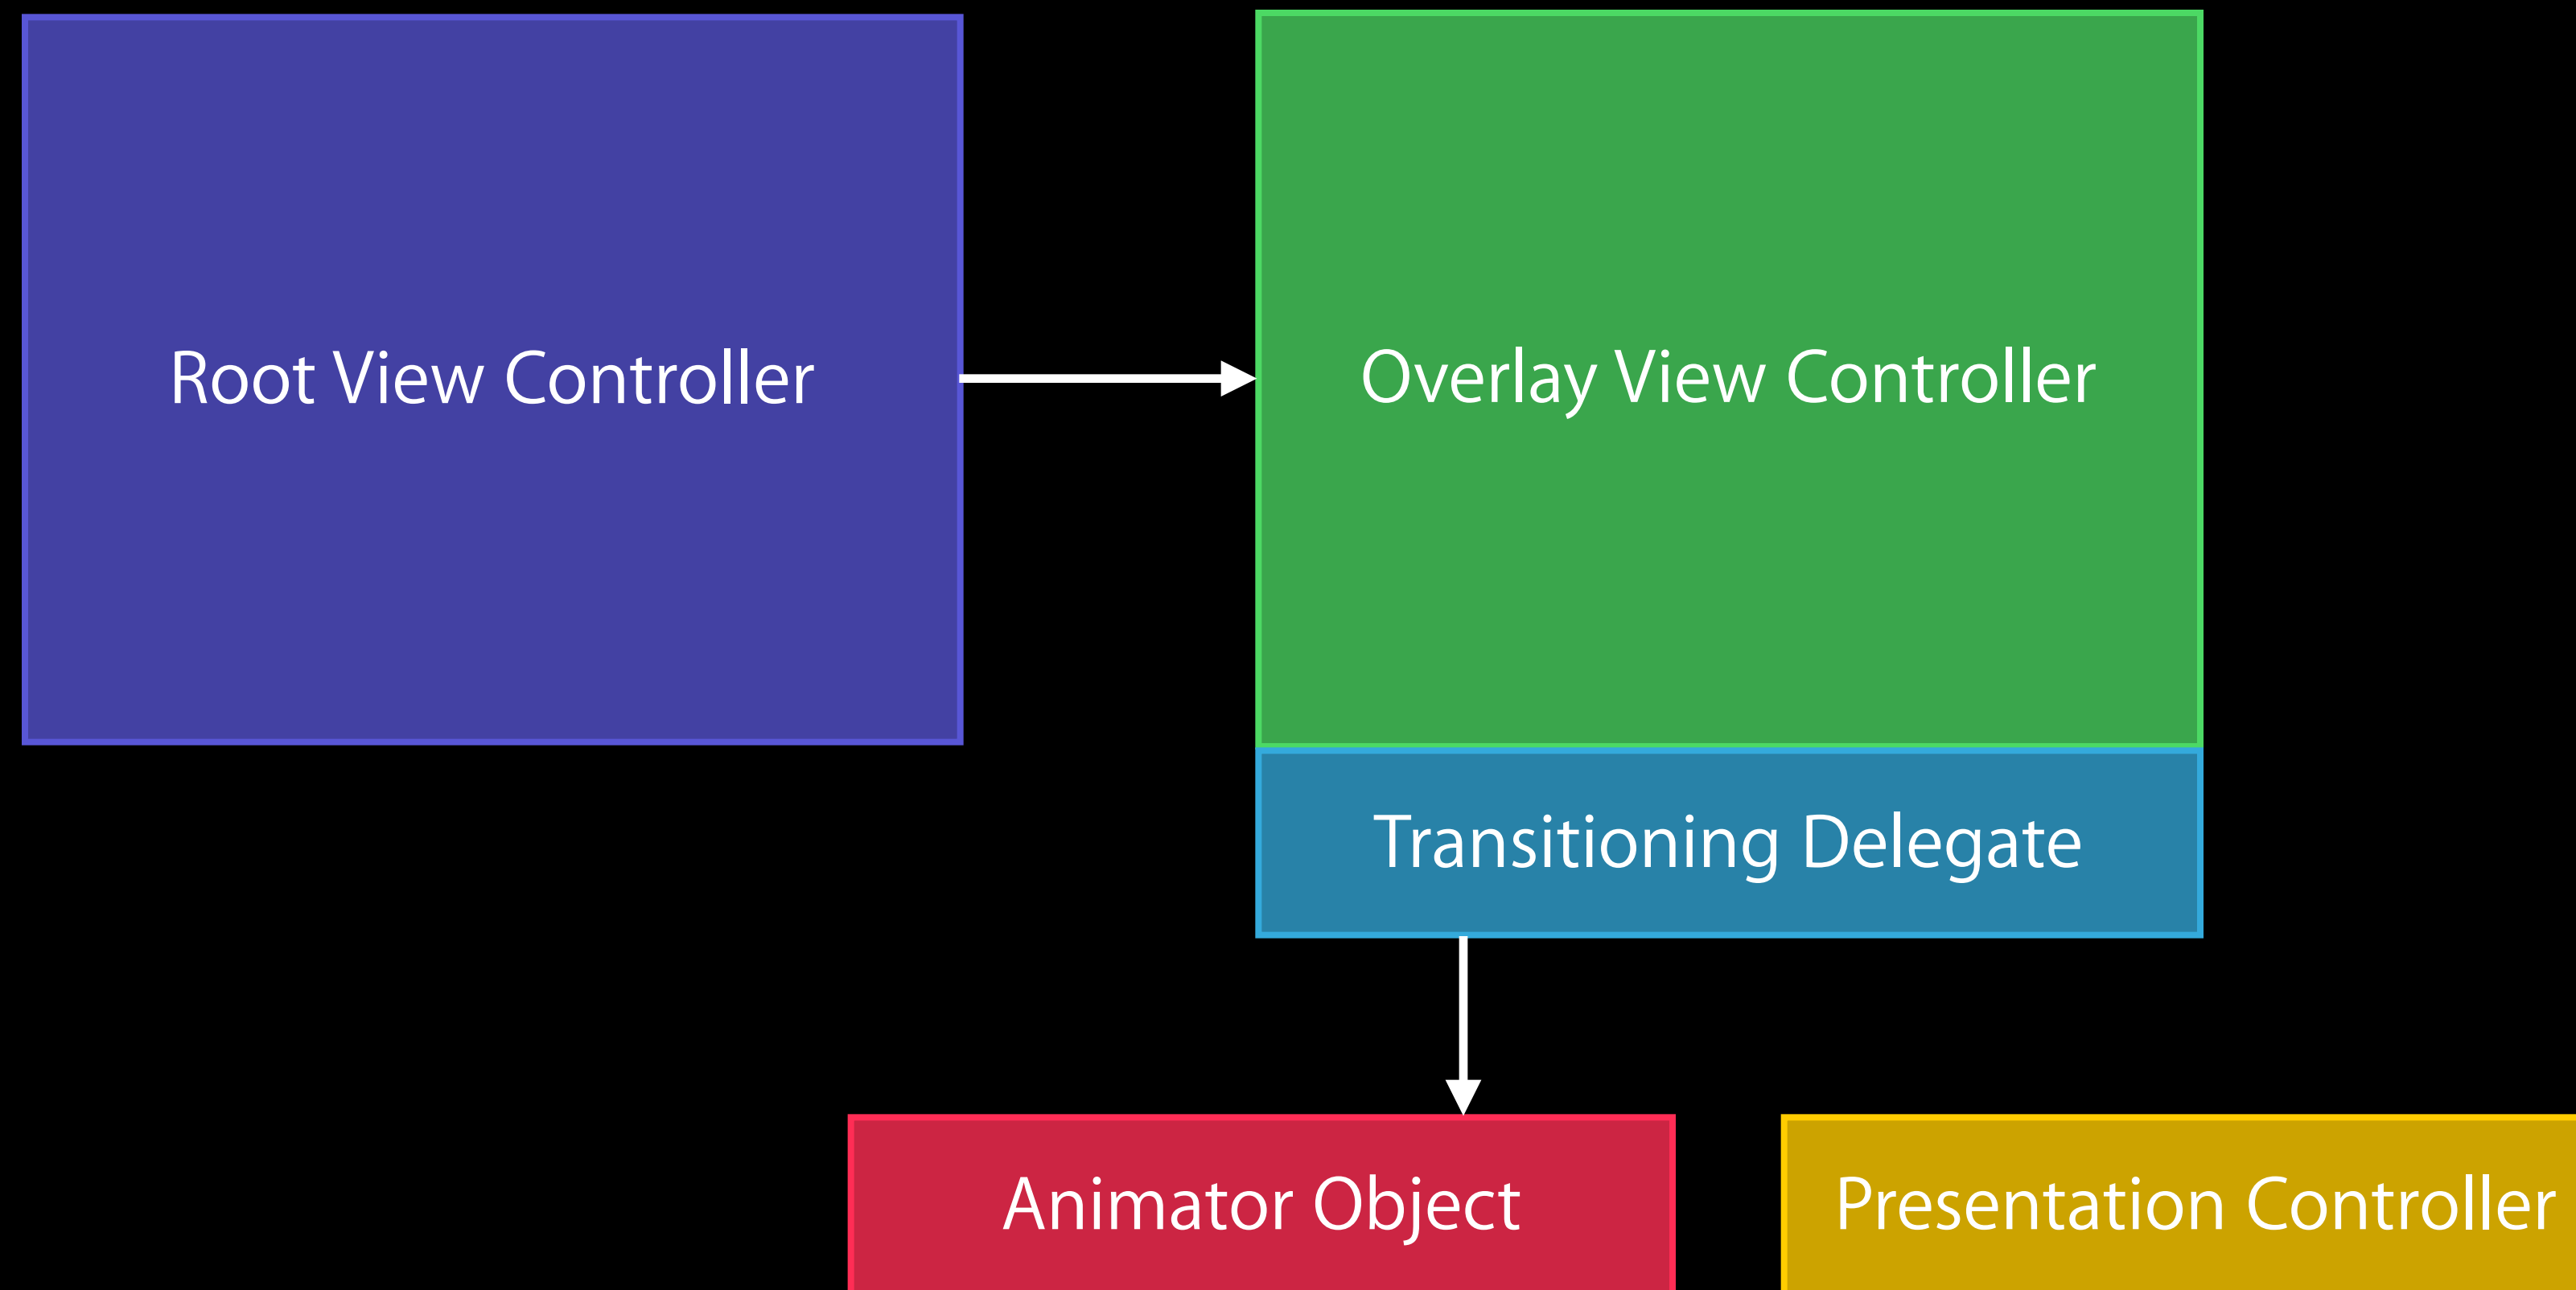 Root View Controller
Overlay View Controller
Transitioning Delegate
Animator Object
Presentation Controller